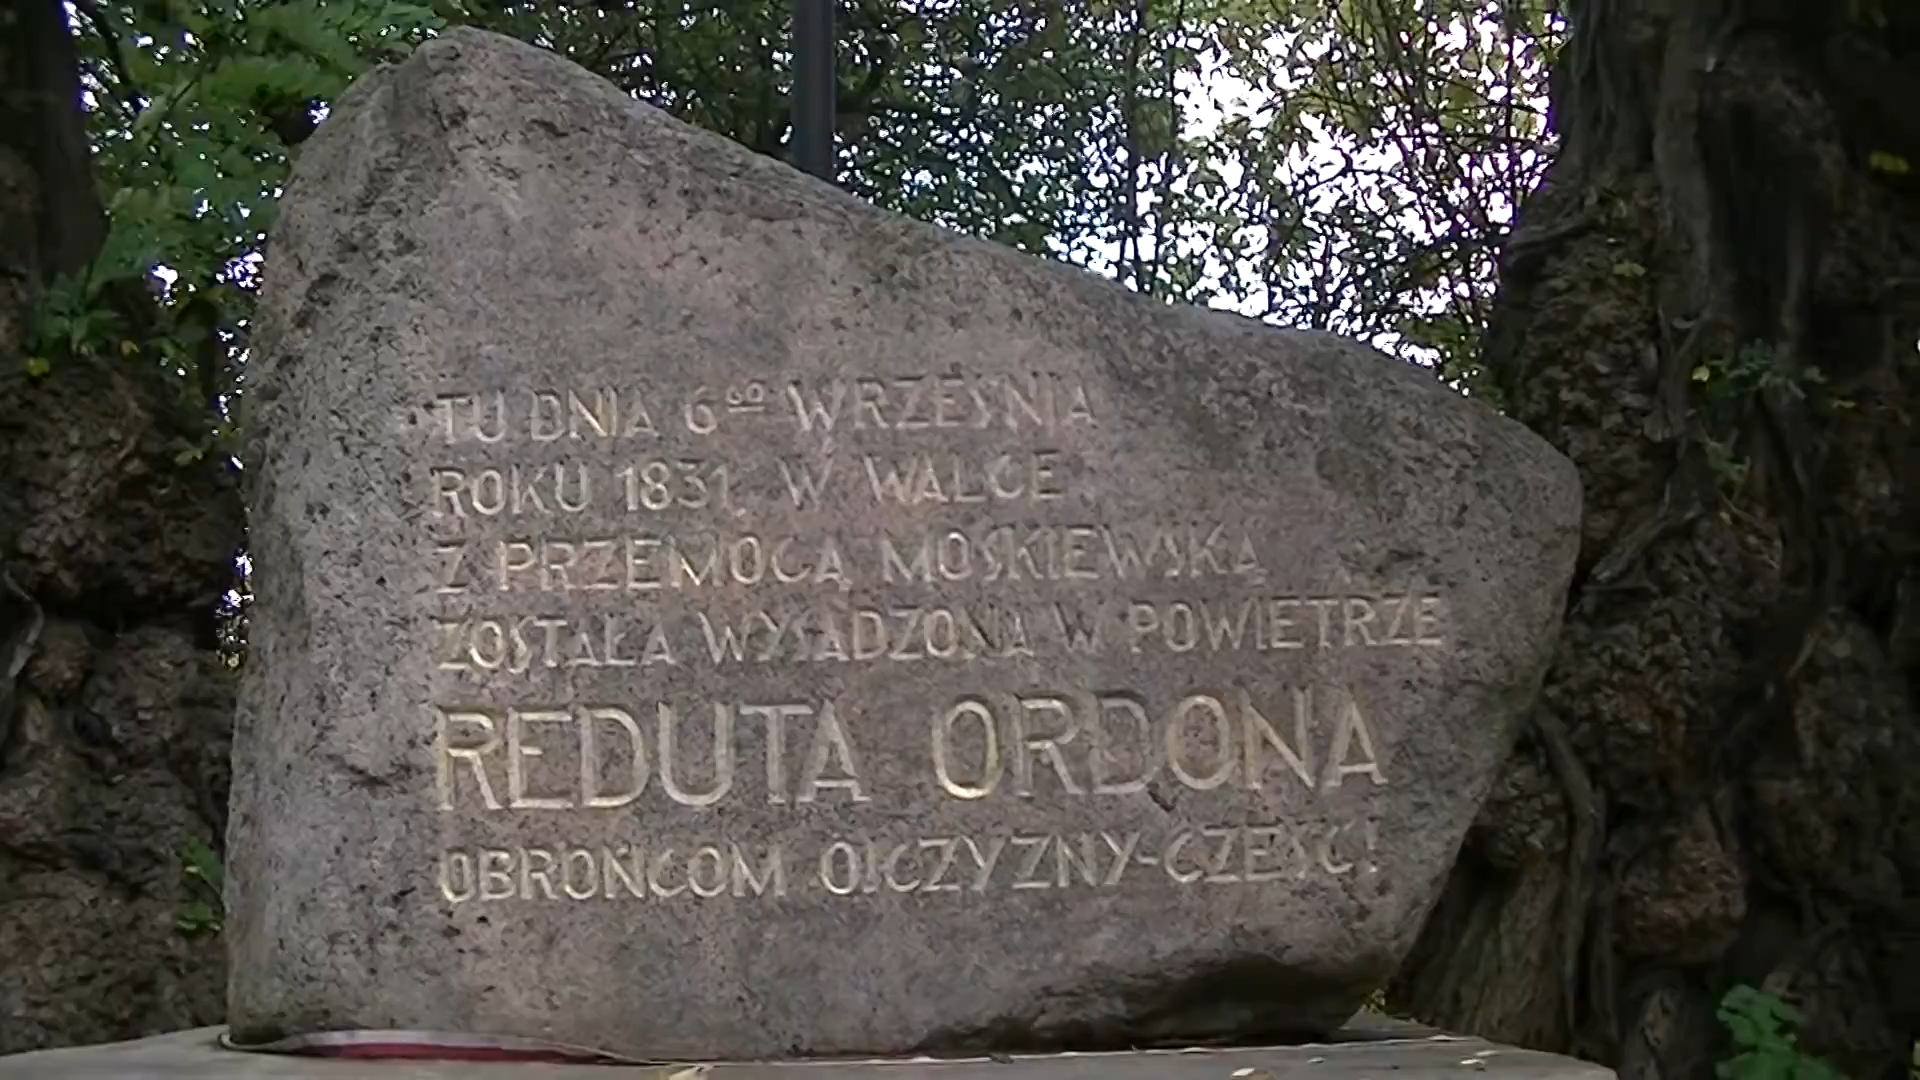 TU DNIA 6GO WRZEŚNIA
ROKU 1831, W WALCE
Z PRZEMOCĄ MOSKIEWSKĄ
ZOSTAŁA WYSADZONA W POWIETRZE
REDUTA ORDONA
OBROŃCOM OJCZYZNY-CZEŚĆ!